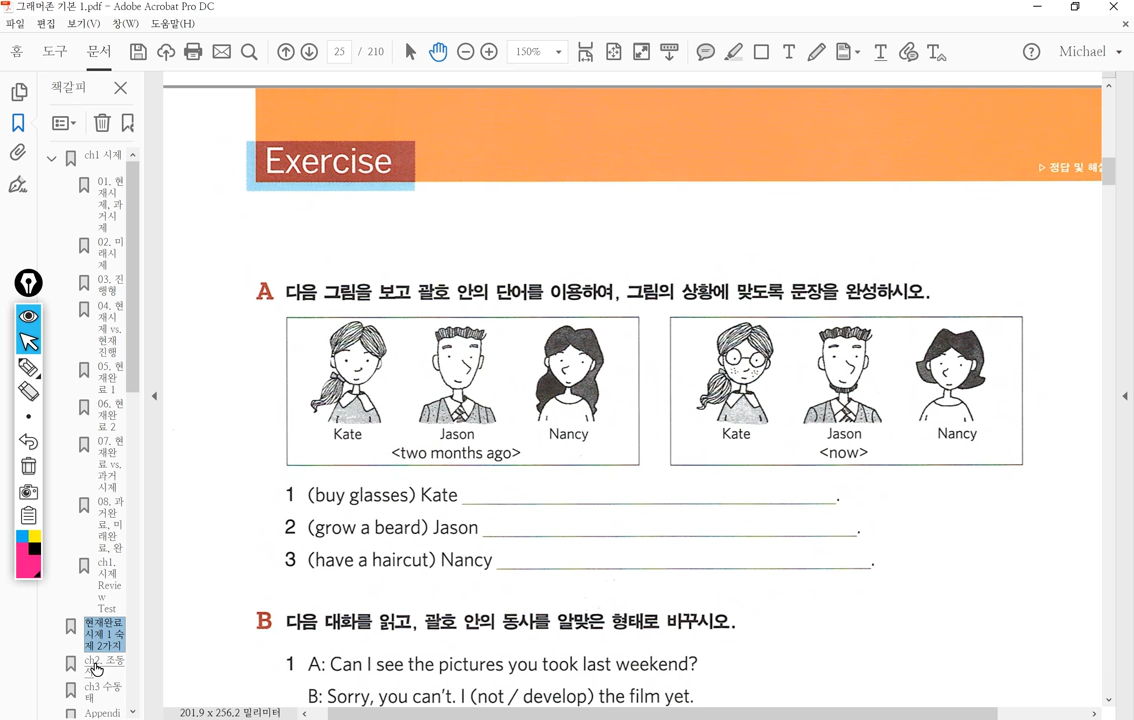 그래머존 기본 1.pdf - Adobe Acrobat Pro DC
파일 편집 보기(V) 창(W) 도움말(H)
홈 도구 문서 25 / 210 150% Michael
책갈피
ch1 시제
01. 현
재시
제, 과
거시
제
02. 미
래시
제
03. 진
행형
04. 현
재시
제 vs.
현재
진행
05. 현
재완
료 1
06. 현
재완
료 2
07. 현
재완
료 vs.
과거
시제
08. 과
거완
료, 미
래완
료, 완
ch1.
시제
Revie
w
Test
현재완료
시제 1 숙
제 2가지
ch2. 조동
ch3 수동
태
Appendi
Exercise
▷ 정답 및 해설
A 다음 그림을 보고 괄호 안의 단어를 이용하여, 그림의 상황에 맞도록 문장을 완성하시오.
Kate Jason Nancy
<two months ago>
Kate Jason Nancy
<now>
1 (buy glasses) Kate ______.
2 (grow a beard) Jason ______.
3 (have a haircut) Nancy ______.
B 다음 대화를 읽고, 괄호 안의 동사를 알맞은 형태로 바꾸시오.
1 A: Can I see the pictures you took last weekend?
B: Sorry, you can't. I (not / develop) the film yet.
201.9 x 256.2 밀리미터